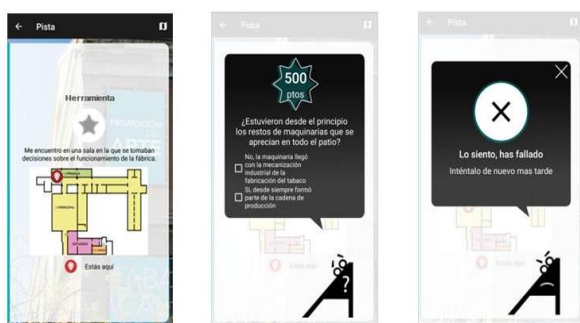 Pista
Herramienta
Me encuentro en una sala en la que se tomaban
decisiones sobre el funcionamiento de la fábrica.
Estás aquí
Pista
500
ptos
¿Estuvieron desde el principio
los restos de maquinarias que se
aprecian en todo el patio?
No, la maquinaria llegó
con la mecanización
industrial de la
fabricación del tabaco
Si, desde siempre formó
parte de la cadena de
producción
Estás aquí
?
Pista
Lo siento, has fallado
Inténtalo de nuevo mas tarde
Estás aquí